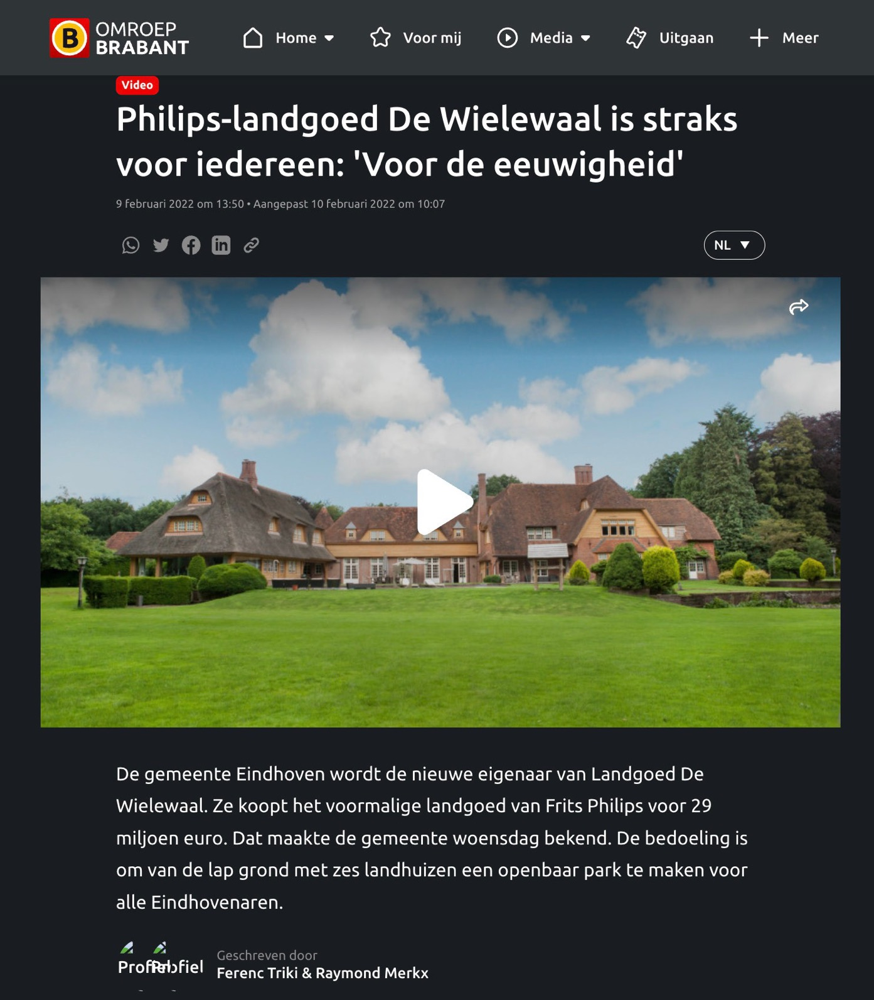 OMROEP
BRABANT
Home
Voor mij
Media
Uitgaan
Meer
Video
Philips-landgoed De Wielewaal is straks
voor iedereen: 'Voor de eeuwigheid'
9 februari 2022 om 13:50 • Aangepast 10 februari 2022 om 10:07
NL
De gemeente Eindhoven wordt de nieuwe eigenaar van Landgoed De
Wielewaal. Ze koopt het voormalige landgoed van Frits Philips voor 29
miljoen euro. Dat maakte de gemeente woensdag bekend. De bedoeling is
om van de lap grond met zes landhuizen een openbaar park te maken voor
alle Eindhovenaren.
Profiel Profiel
Geschreven door
Ferenc Triki & Raymond Merkx